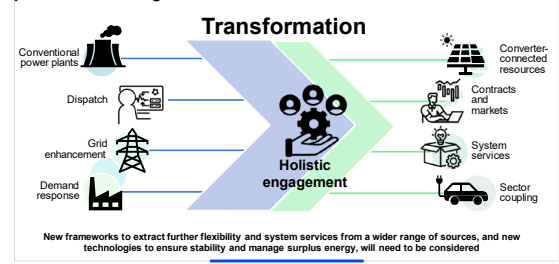 Transformation
Conventional
power plants
Dispatch
Grid
enhancement
Demand
response
Holistic
engagement
Converter-
connected
resources
Contracts
and
markets
System
services
Sector
coupling
New frameworks to extract further flexibility and system services from a wider range of sources, and new
technologies to ensure stability and manage surplus energy, will need to be considered